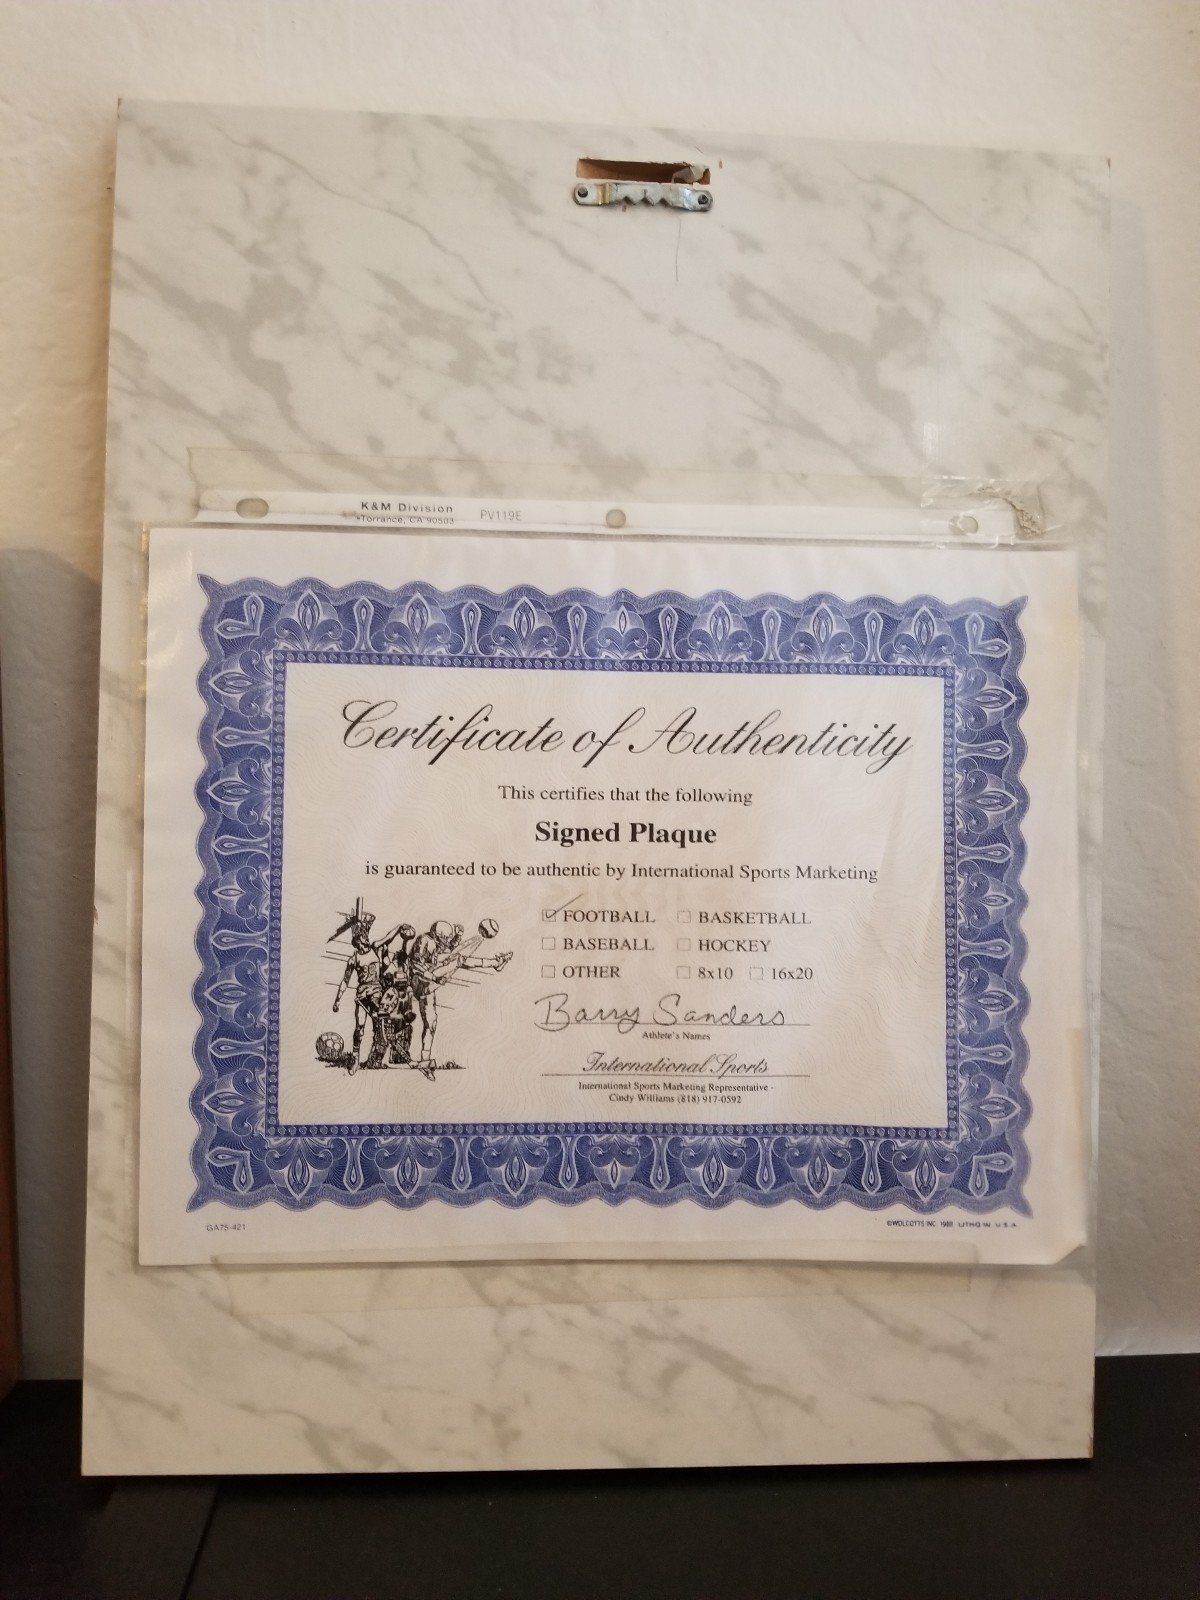 K&M Division
Torrance, CA 90503
PV119E
Certificate of Authenticity
This certifies that the following
Signed Plaque
is guaranteed to be authentic by International Sports Marketing
☑ FOOTBALL ☐ BASKETBALL
☐ BASEBALL ☐ HOCKEY
☐ OTHER ☐ 8x10 ☐ 16x20
Barry Sanders
Athlete's Names
International Sports
International Sports Marketing Representative -
Cindy Williams (818) 917-0592
GA75-421
©WOLCOTTS INC. 1988 LITHO IN U.S.A.